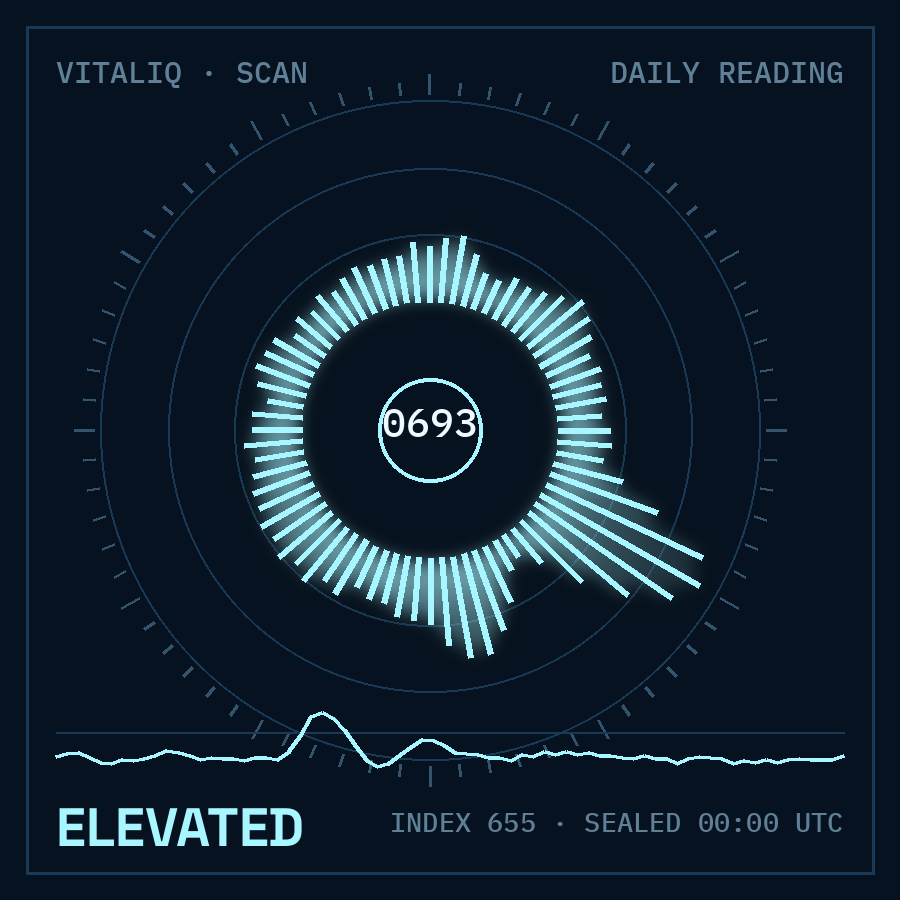 VITALIQ · SCAN
DAILY READING
0693
ELEVATED
INDEX 655 · SEALED 00:00 UTC